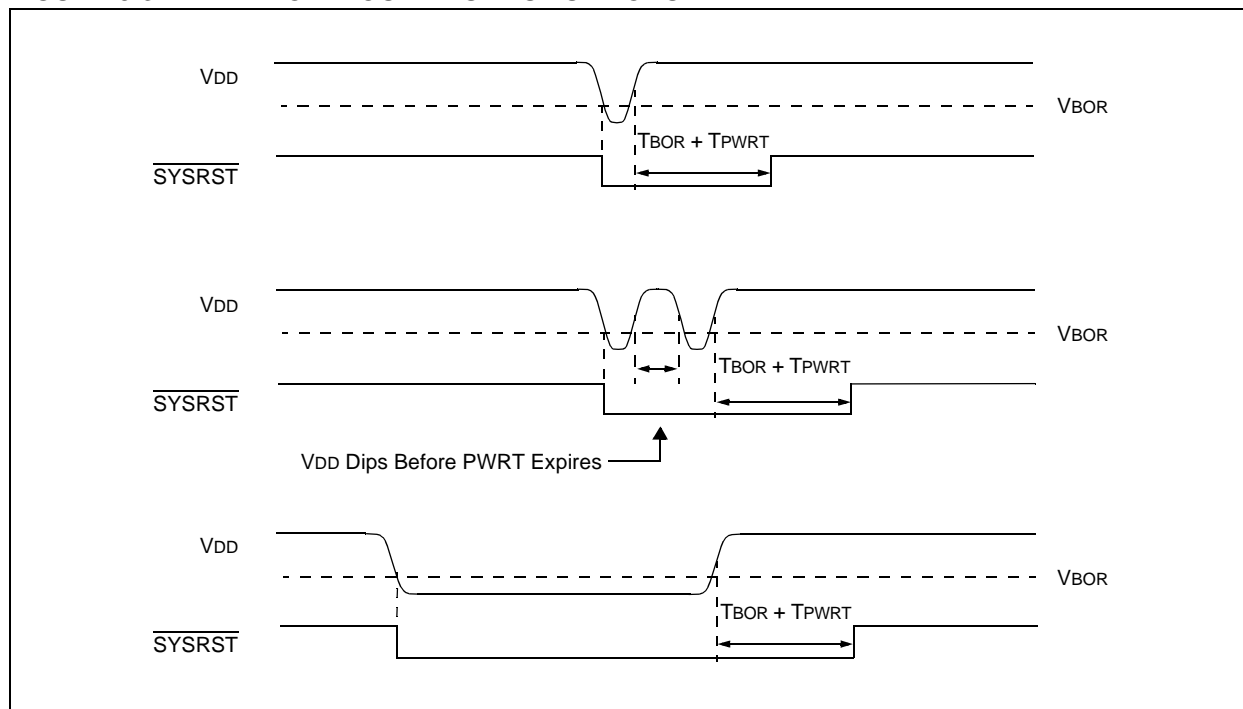 VDD
VBOR
TBOR + TPWRT
SYSRST
VDD
VBOR
TBOR + TPWRT
SYSRST
VDD Dips Before PWRT Expires
VDD
VBOR
TBOR + TPWRT
SYSRST